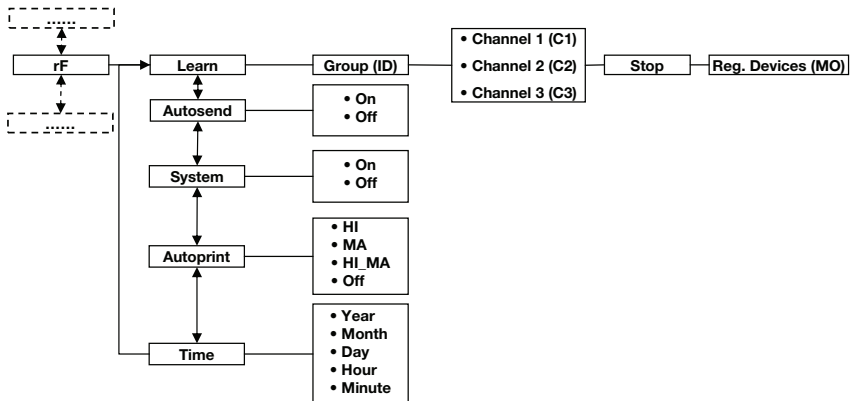 ......
rF
......
Learn
Group (ID)
• Channel 1 (C1)
• Channel 2 (C2)
• Channel 3 (C3)
Stop
Reg. Devices (MO)
Autosend
• On
• Off
System
• On
• Off
Autoprint
• HI
• MA
• HI_MA
• Off
Time
• Year
• Month
• Day
• Hour
• Minute